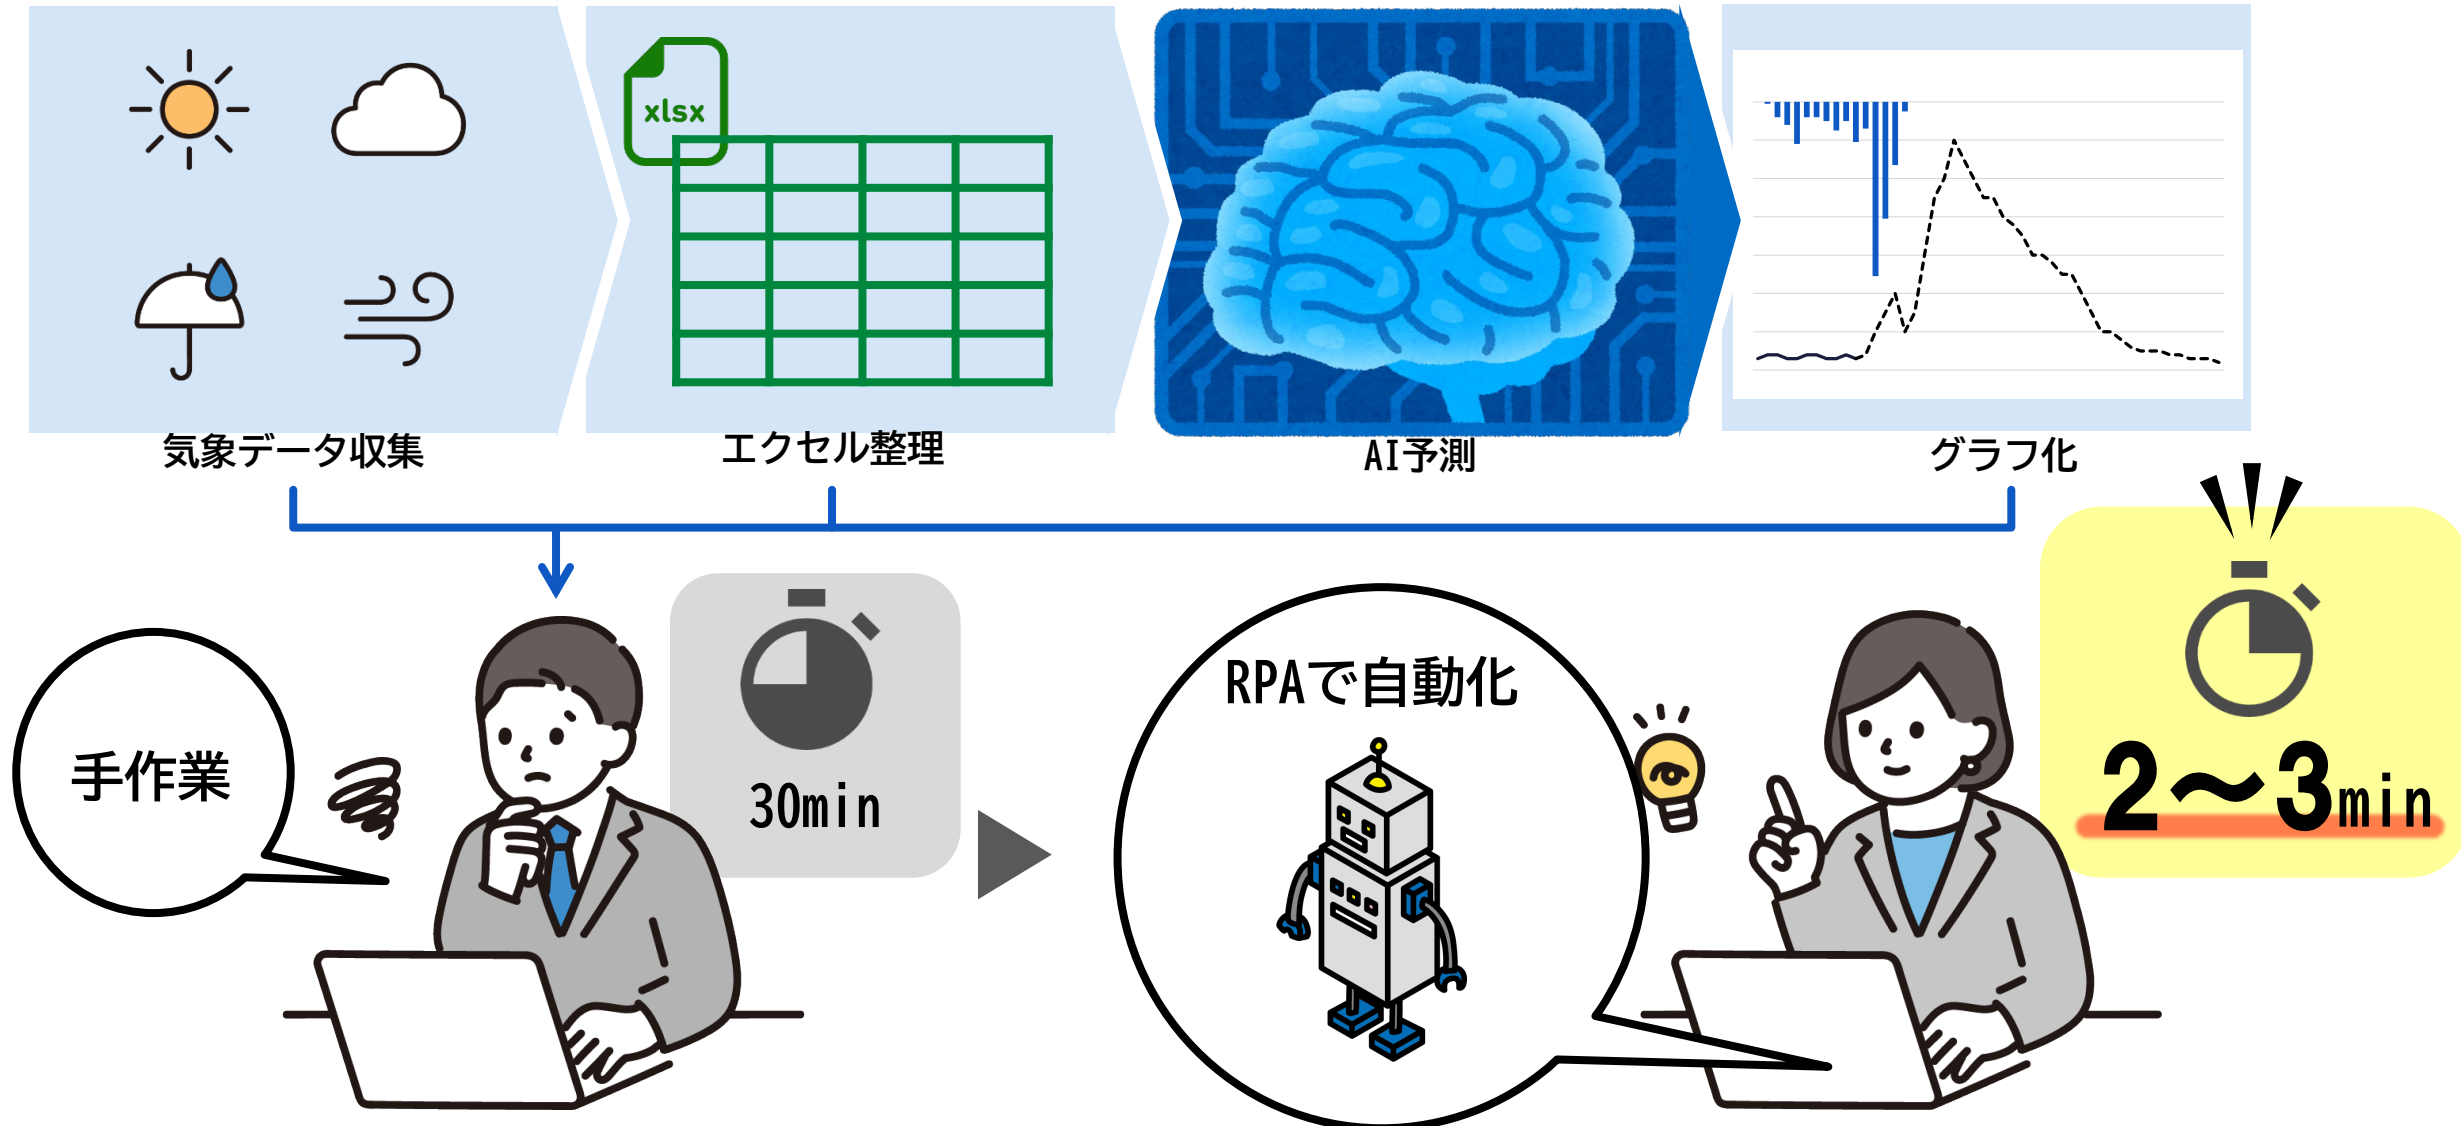 xlsx
気象データ収集
エクセル整理
AI予測
グラフ化
手作業
30min
RPAで自動化
2～3min